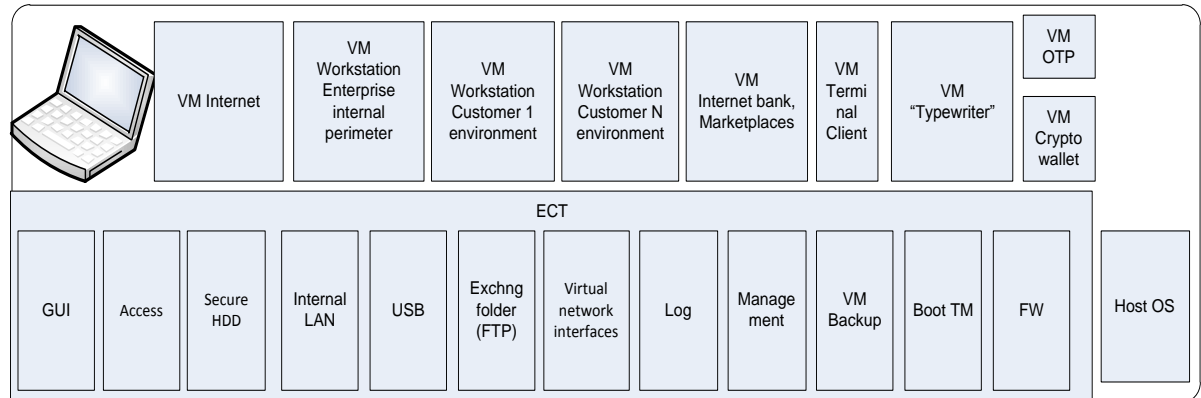 VM Internet
VM
Workstation
Enterprise
internal
perimeter
VM
Workstation
Customer 1
environment
VM
Workstation
Customer N
environment
VM
Internet bank,
Marketplaces
VM
Termi
nal
Client
VM
“Typewriter”
VM
OTP
VM
Crypto
wallet
ECT
GUI
Access
Secure
HDD
Internal
LAN
USB
Exchng
folder
(FTP)
Virtual
network
interfaces
Log
Manage
ment
VM
Backup
Boot TM
FW
Host OS